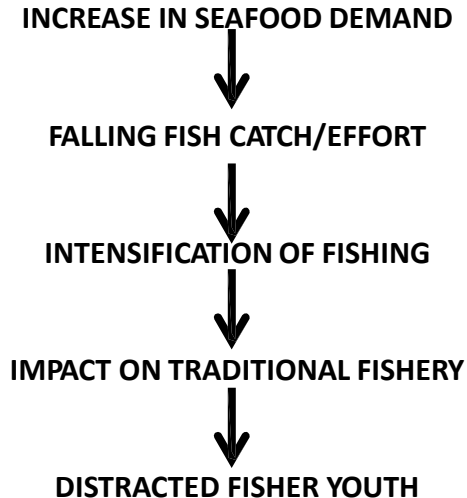 INCREASE IN SEAFOOD DEMAND
FALLING FISH CATCH/EFFORT
INTENSIFICATION OF FISHING
IMPACT ON TRADITIONAL FISHERY
DISTRACTED FISHER YOUTH